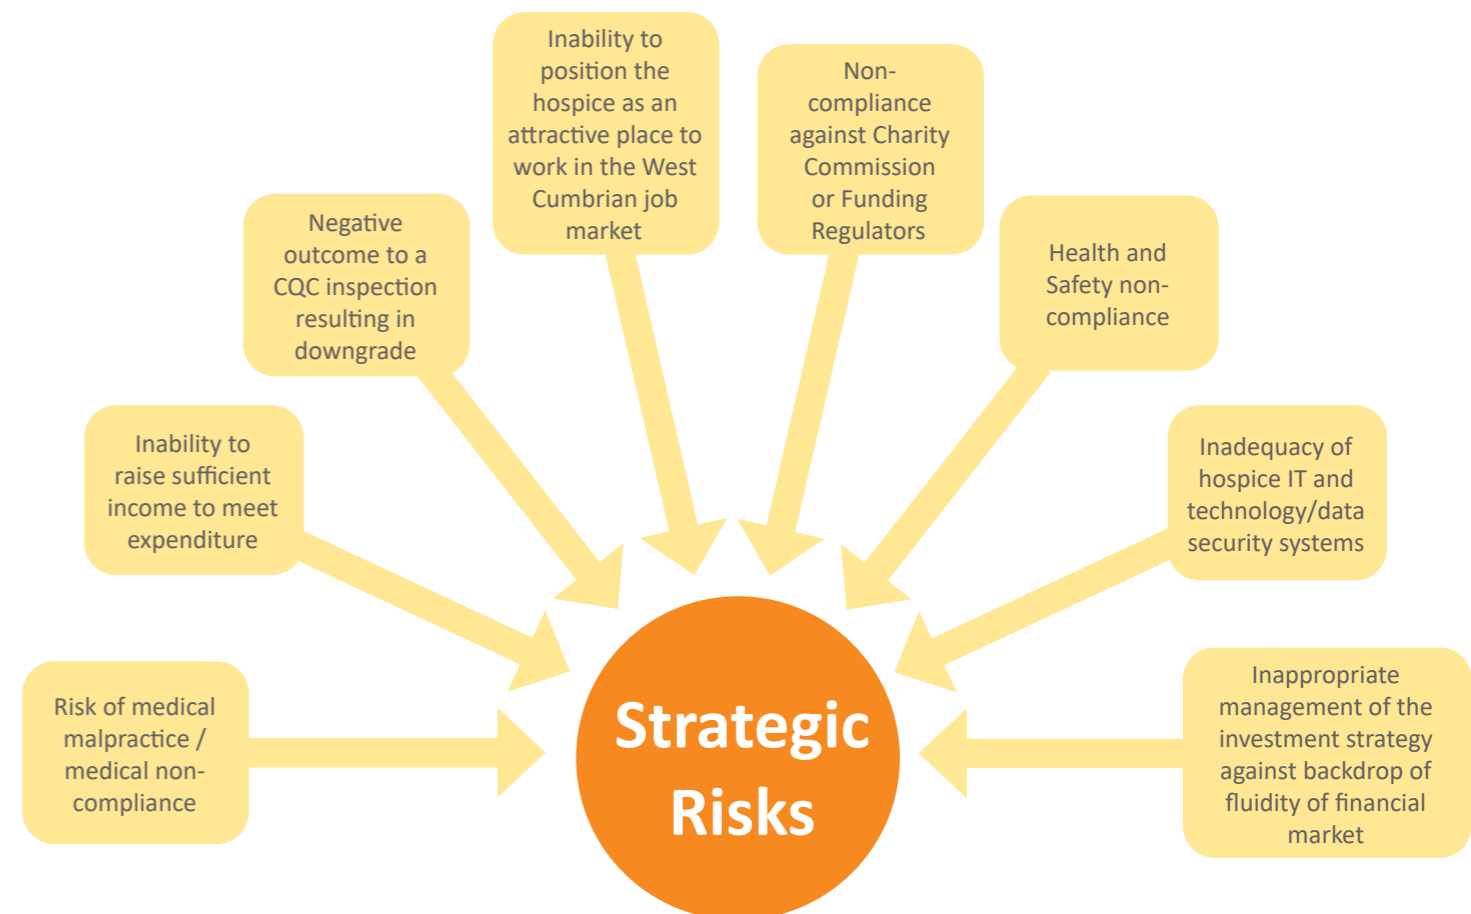 Risk of medical
malpractice /
medical non-
compliance
Inability to
raise sufficient
income to meet
expenditure
Negative
outcome to a
CQC inspection
resulting in
downgrade
Inability to
position the
hospice as an
attractive place to
work in the West
Cumbrian job
market
Non-
compliance
against Charity
Commission
or Funding
Regulators
Health and
Safety non-
compliance
Inadequacy of
hospice IT and
technology/data
security systems
Inappropriate
management of the
investment strategy
against backdrop of
fluidity of financial
market
Strategic
Risks